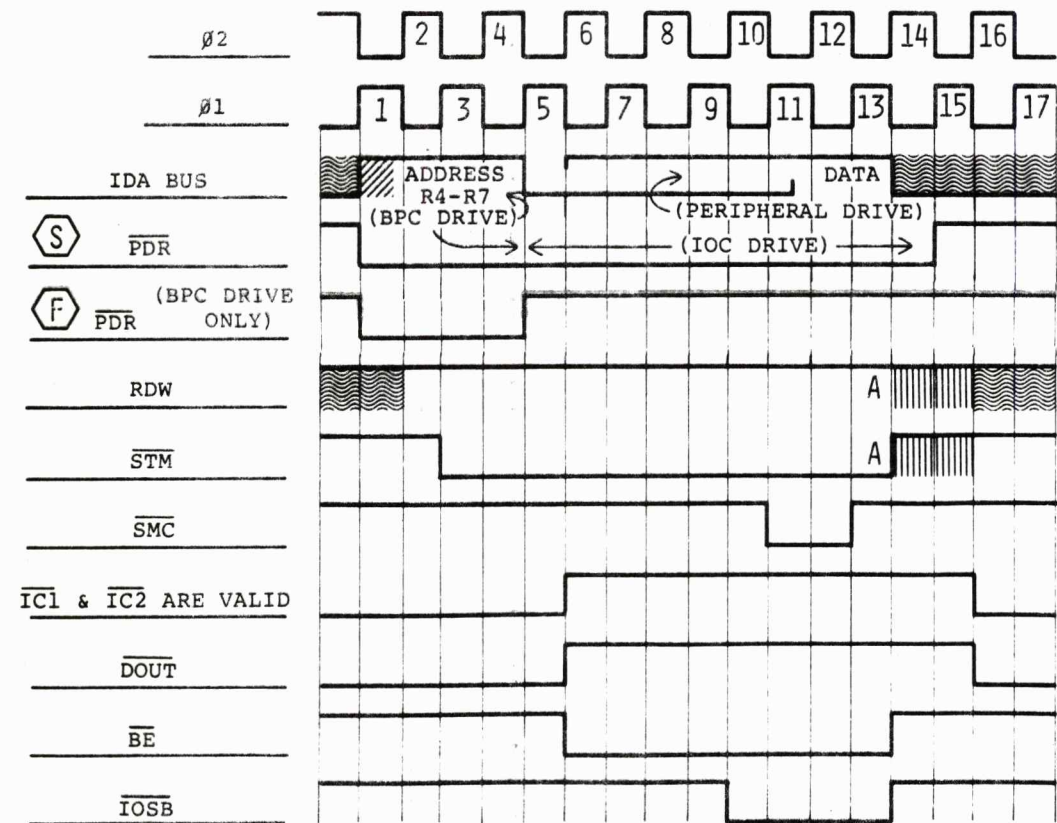 ø2 2 4 6 8 10 12 14 16
ø1 1 3 5 7 9 11 13 15 17
IDA BUS ADDRESS DATA
R4-R7
(BPC DRIVE) (PERIPHERAL DRIVE)
S PDR (IOC DRIVE)
F PDR (BPC DRIVE
ONLY)
RDW A
STM A
SMC
IC1 & IC2 ARE VALID
DOUT
BE
IOSB